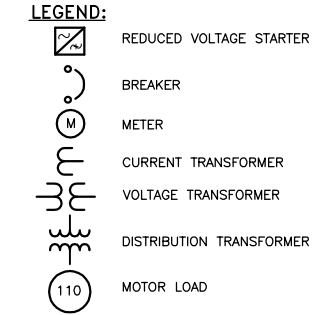 LEGEND:
REDUCED VOLTAGE STARTER
BREAKER
M METER
CURRENT TRANSFORMER
VOLTAGE TRANSFORMER
DISTRIBUTION TRANSFORMER
110 MOTOR LOAD